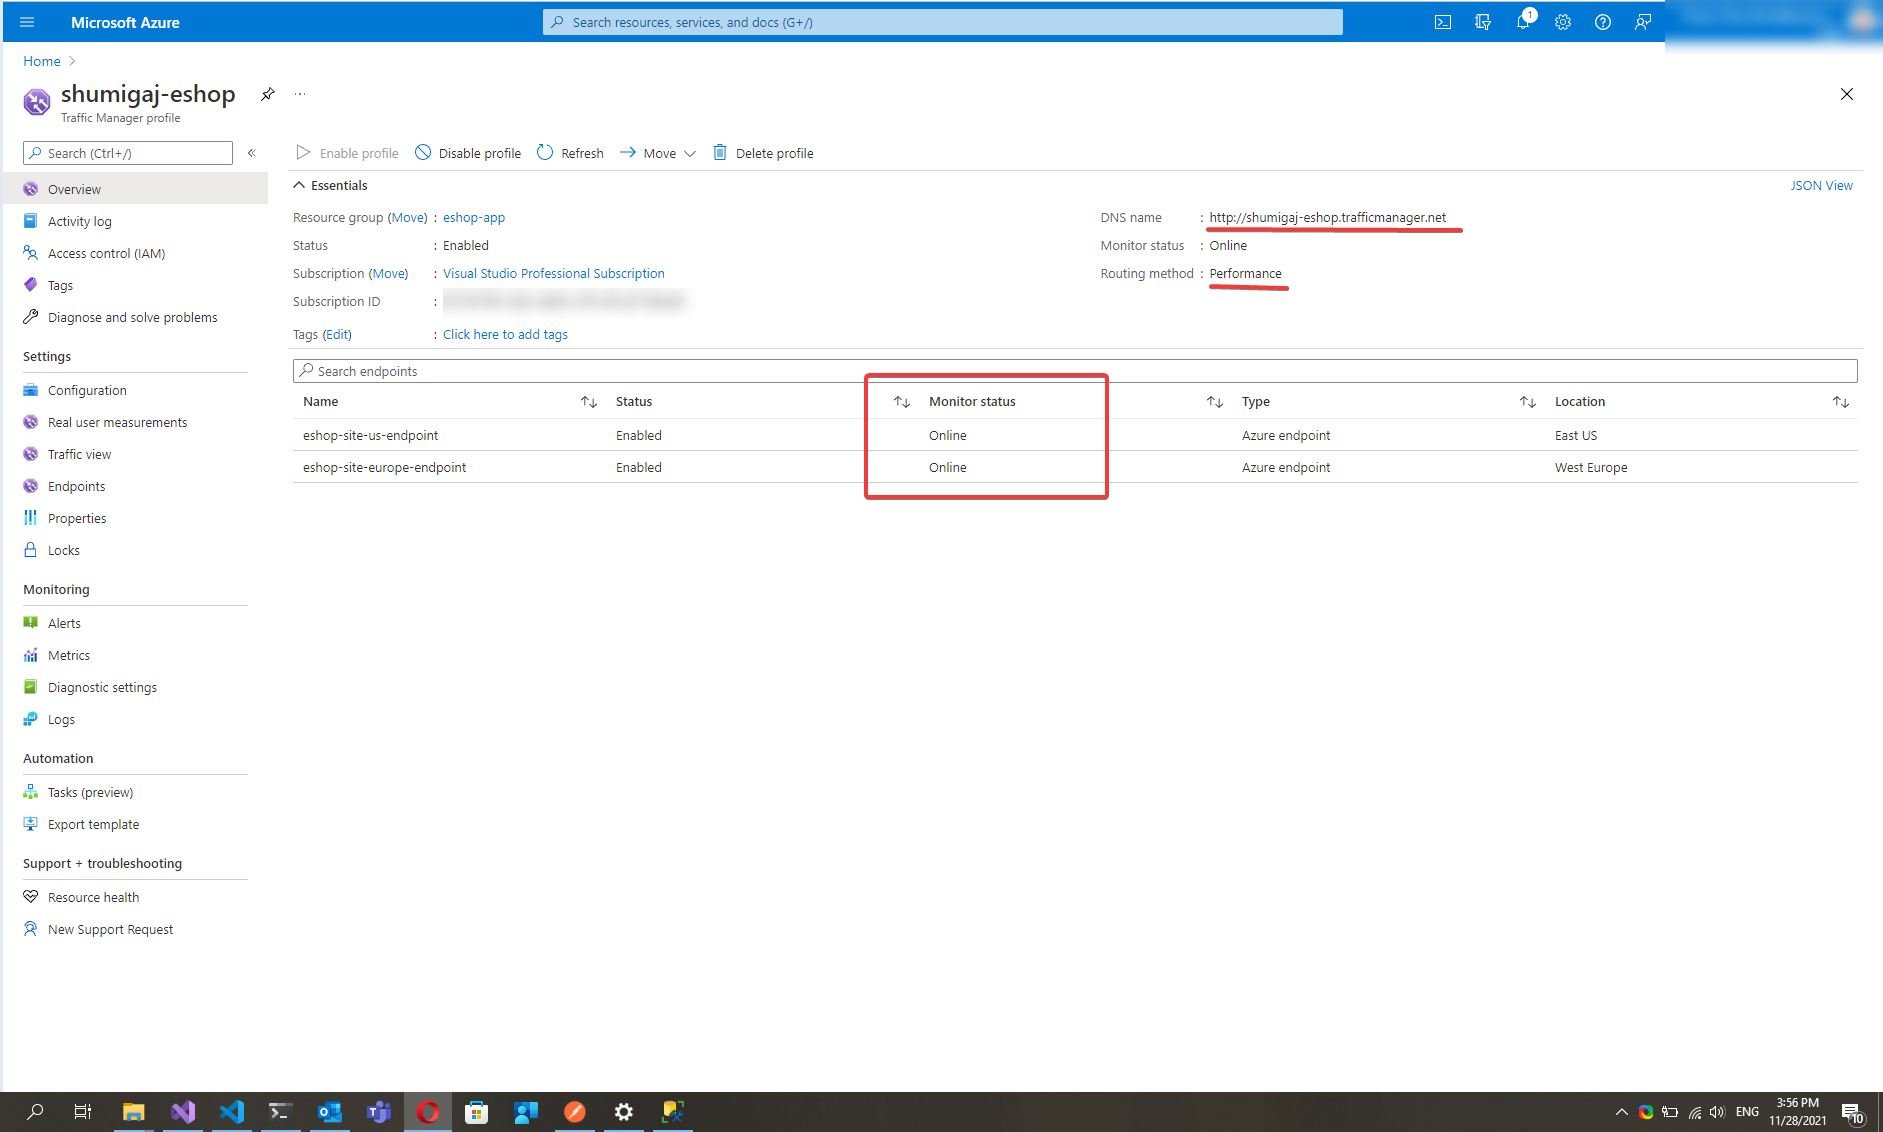 Microsoft Azure
Search resources, services, and docs (G+/)
1
Home
shumigaj-eshop
Traffic Manager profile
Search (Ctrl+/)
Enable profile
Disable profile
Refresh
Move
Delete profile
Overview
Activity log
Access control (IAM)
Tags
Diagnose and solve problems
Settings
Configuration
Real user measurements
Traffic view
Endpoints
Properties
Locks
Monitoring
Alerts
Metrics
Diagnostic settings
Logs
Automation
Tasks (preview)
Export template
Support + troubleshooting
Resource health
New Support Request
Essentials
JSON View
Resource group (Move) : eshop-app
Status : Enabled
Subscription (Move) : Visual Studio Professional Subscription
Subscription ID :
Tags (Edit) : Click here to add tags
DNS name : http://shumigaj-eshop.trafficmanager.net
Monitor status : Online
Routing method : Performance
Search endpoints
Name Status Monitor status Type Location
eshop-site-us-endpoint Enabled Online Azure endpoint East US
eshop-site-europe-endpoint Enabled Online Azure endpoint West Europe
ENG
3:56 PM
11/28/2021
10